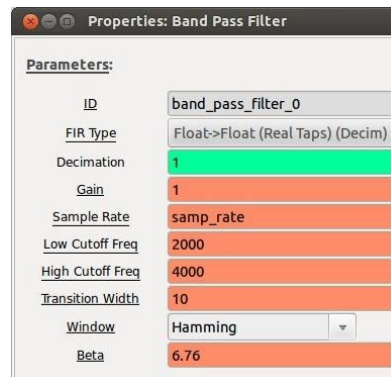 Properties: Band Pass Filter
Parameters:
ID band_pass_filter_0
FIR Type Float->Float (Real Taps) (Decim)
Decimation 1
Gain 1
Sample Rate samp_rate
Low Cutoff Freq 2000
High Cutoff Freq 4000
Transition Width 10
Window Hamming
Beta 6.76